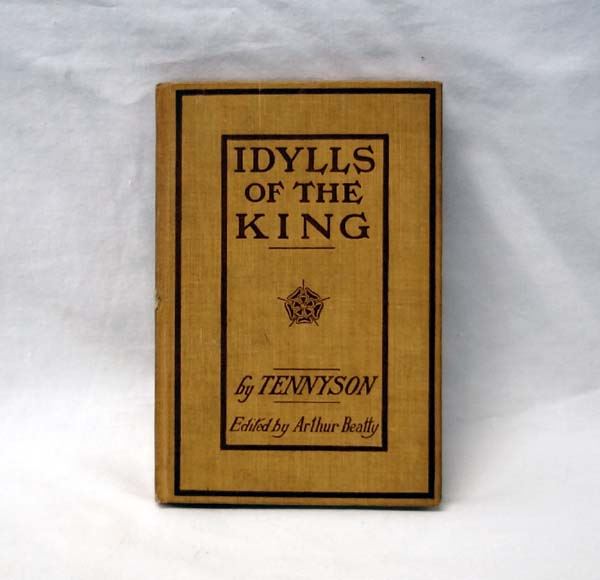 IDYLLS
OF THE
KING
by TENNYSON
Edited by Arthur Beatty